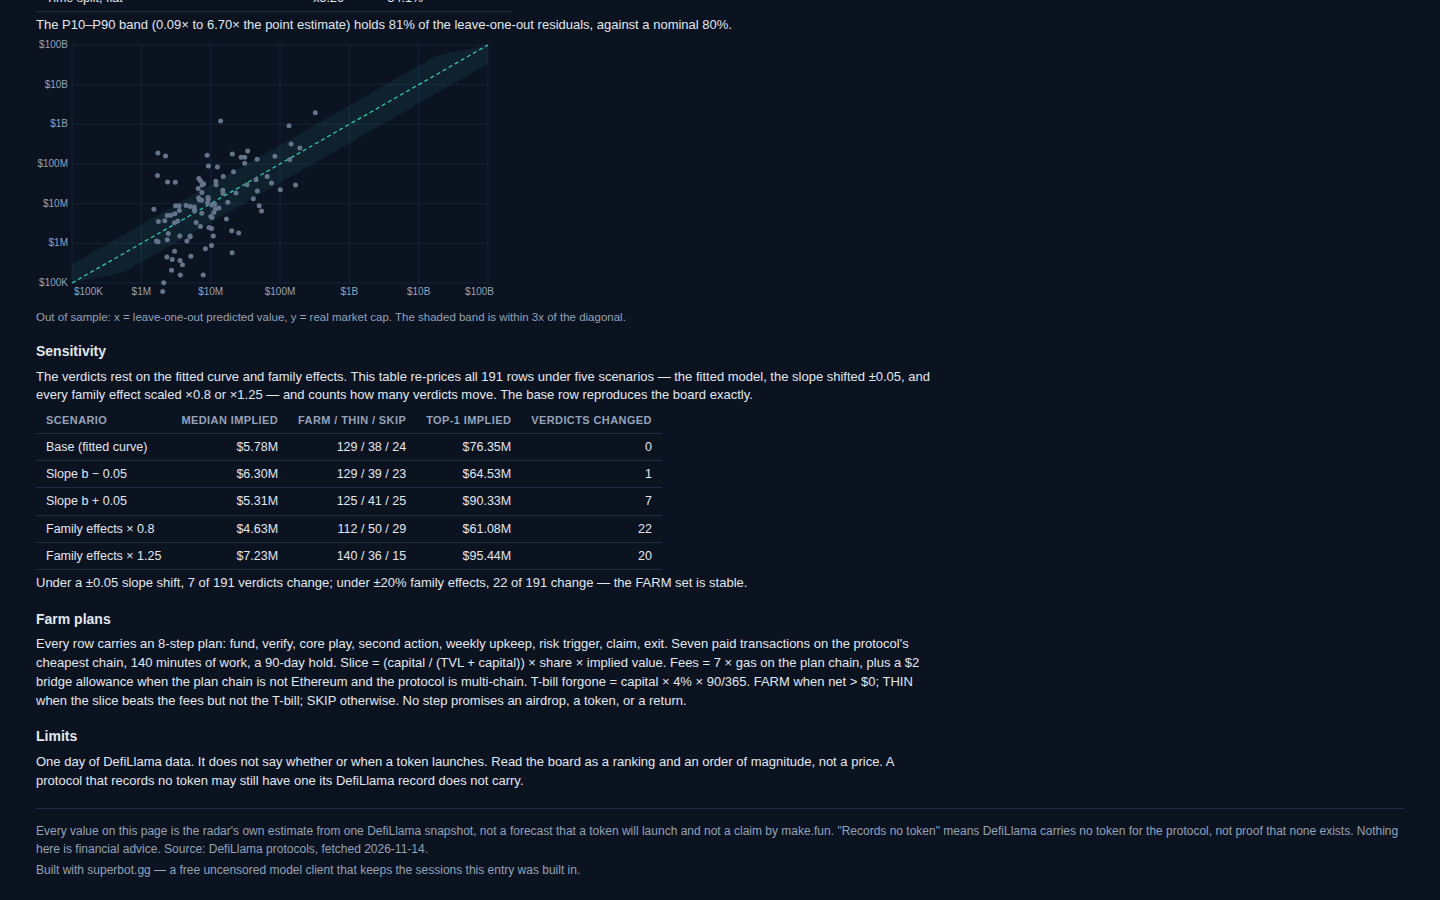 The P10–P90 band (0.09× to 6.70× the point estimate) holds 81% of the leave-one-out residuals, against a nominal 80%.
$100B
$10B
$1B
$100M
$10M
$1M
$100K
$100K $1M $10M $100M $1B $10B $100B
Out of sample: x = leave-one-out predicted value, y = real market cap. The shaded band is within 3x of the diagonal.
Sensitivity
The verdicts rest on the fitted curve and family effects. This table re-prices all 191 rows under five scenarios — the fitted model, the slope shifted ±0.05, and
every family effect scaled ×0.8 or ×1.25 — and counts how many verdicts move. The base row reproduces the board exactly.
SCENARIO MEDIAN IMPLIED FARM / THIN / SKIP TOP-1 IMPLIED VERDICTS CHANGED
Base (fitted curve) $5.78M 129 / 38 / 24 $76.35M 0
Slope b − 0.05 $6.30M 129 / 39 / 23 $64.53M 1
Slope b + 0.05 $5.31M 125 / 41 / 25 $90.33M 7
Family effects × 0.8 $4.63M 112 / 50 / 29 $61.08M 22
Family effects × 1.25 $7.23M 140 / 36 / 15 $95.44M 20
Under a ±0.05 slope shift, 7 of 191 verdicts change; under ±20% family effects, 22 of 191 change — the FARM set is stable.
Farm plans
Every row carries an 8-step plan: fund, verify, core play, second action, weekly upkeep, risk trigger, claim, exit. Seven paid transactions on the protocol's
cheapest chain, 140 minutes of work, a 90-day hold. Slice = (capital / (TVL + capital)) × share × implied value. Fees = 7 × gas on the plan chain, plus a $2
bridge allowance when the plan chain is not Ethereum and the protocol is multi-chain. T-bill forgone = capital × 4% × 90/365. FARM when net > $0; THIN
when the slice beats the fees but not the T-bill; SKIP otherwise. No step promises an airdrop, a token, or a return.
Limits
One day of DefiLlama data. It does not say whether or when a token launches. Read the board as a ranking and an order of magnitude, not a price. A
protocol that records no token may still have one its DefiLlama record does not carry.
Every value on this page is the radar's own estimate from one DefiLlama snapshot, not a forecast that a token will launch and not a claim by make.fun. "Records no token" means DefiLlama carries no token for the protocol, not proof that none exists. Nothing
here is financial advice. Source: DefiLlama protocols, fetched 2026-11-14.
Built with superbot.gg — a free uncensored model client that keeps the sessions this entry was built in.